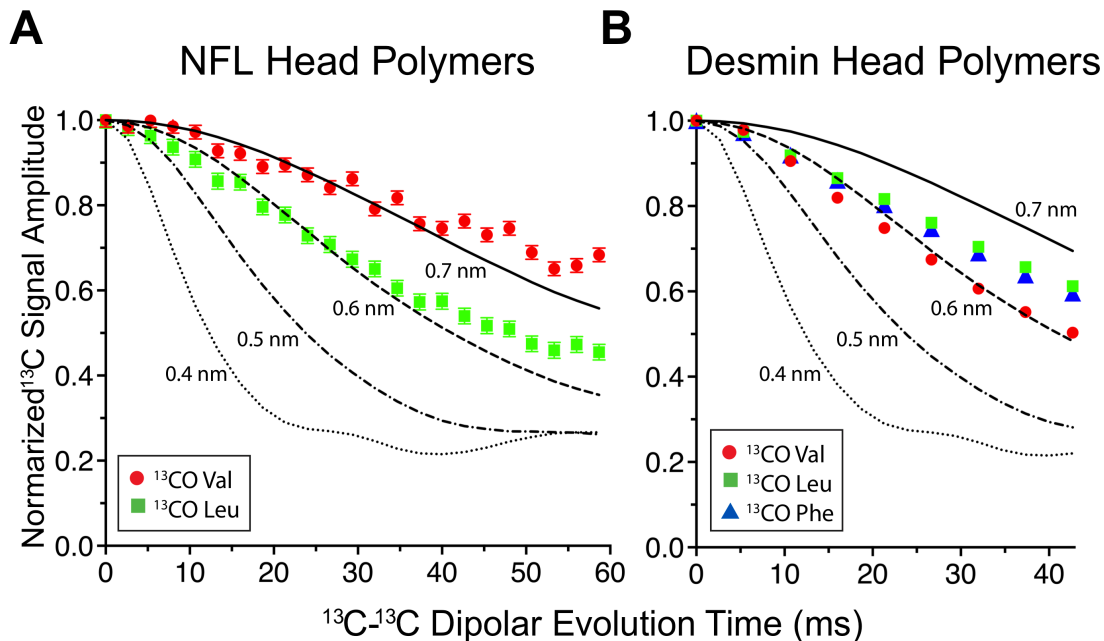 A
NFL Head Polymers
B
Desmin Head Polymers
Normarized¹³C Signal Amplitude
1.0
0.8
0.6
0.4
0.2
0.0
0.7 nm
0.6 nm
0.5 nm
0.4 nm
¹³CO Val
¹³CO Leu
0
10
20
30
40
50
60
1.0
0.8
0.6
0.4
0.2
0.0
0.7 nm
0.6 nm
0.5 nm
0.4 nm
¹³CO Val
¹³CO Leu
¹³CO Phe
0
10
20
30
40
¹³C-¹³C Dipolar Evolution Time (ms)